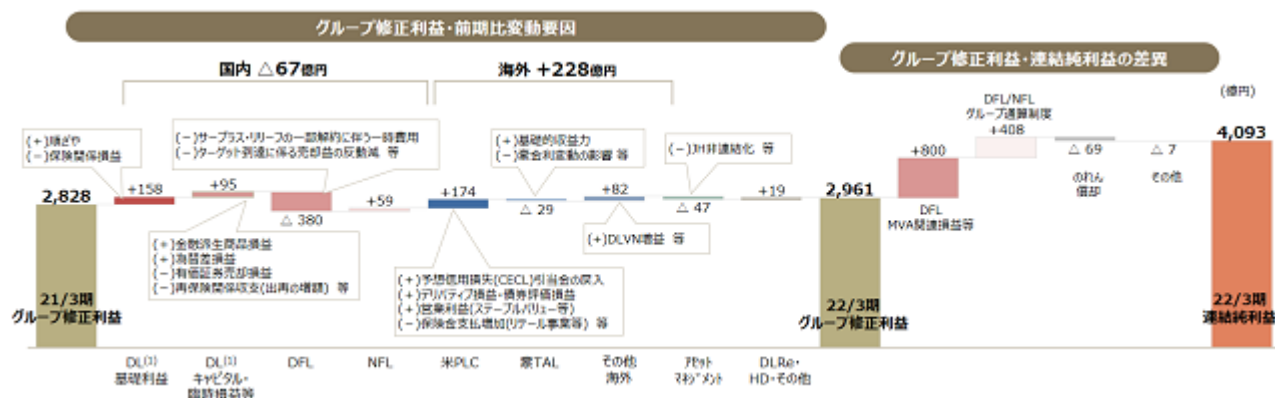 グループ修正利益・前期比変動要因
国内 △67億円
海外 +228億円
(+)順ざや
(-)保険関係損益
(-)サープラス・リリーフの一部解約に伴う一時費用
(-)ターゲット到達に係る売却益の反動減 等
(+)基礎的収益力
(-)豪金利変動の影響 等
(-)JH非連結化 等
2,828
+158
+95
△ 380
+59
+174
△ 29
+82
△ 47
+19
2,961
(+)金融派生商品損益
(+)為替差損益
(-)有価証券売却損益
(-)再保険関係収支(出再の増額) 等
(+)予想信用損失(CECL)引当金の戻入
(+)デリバティブ損益・債券評価損益
(+)営業利益(ステーブルバリュー等)
(-)保険金支払増加(リテール事業等) 等
(+)DLVN増益 等
21/3期
グループ修正利益
22/3期
グループ修正利益
DL(1)
基礎利益
DL(1)
キャピタル・
臨時損益等
DFL
NFL
米PLC
豪TAL
その他
海外
アセット
マネジメント
DLRe・
HD・その他
グループ修正利益・連結純利益の差異
(億円)
DFL/NFL
グループ通算制度
+408
+800
△ 69
△ 7
4,093
DFL
MVA関連損益等
のれん
償却
その他
22/3期
連結純利益